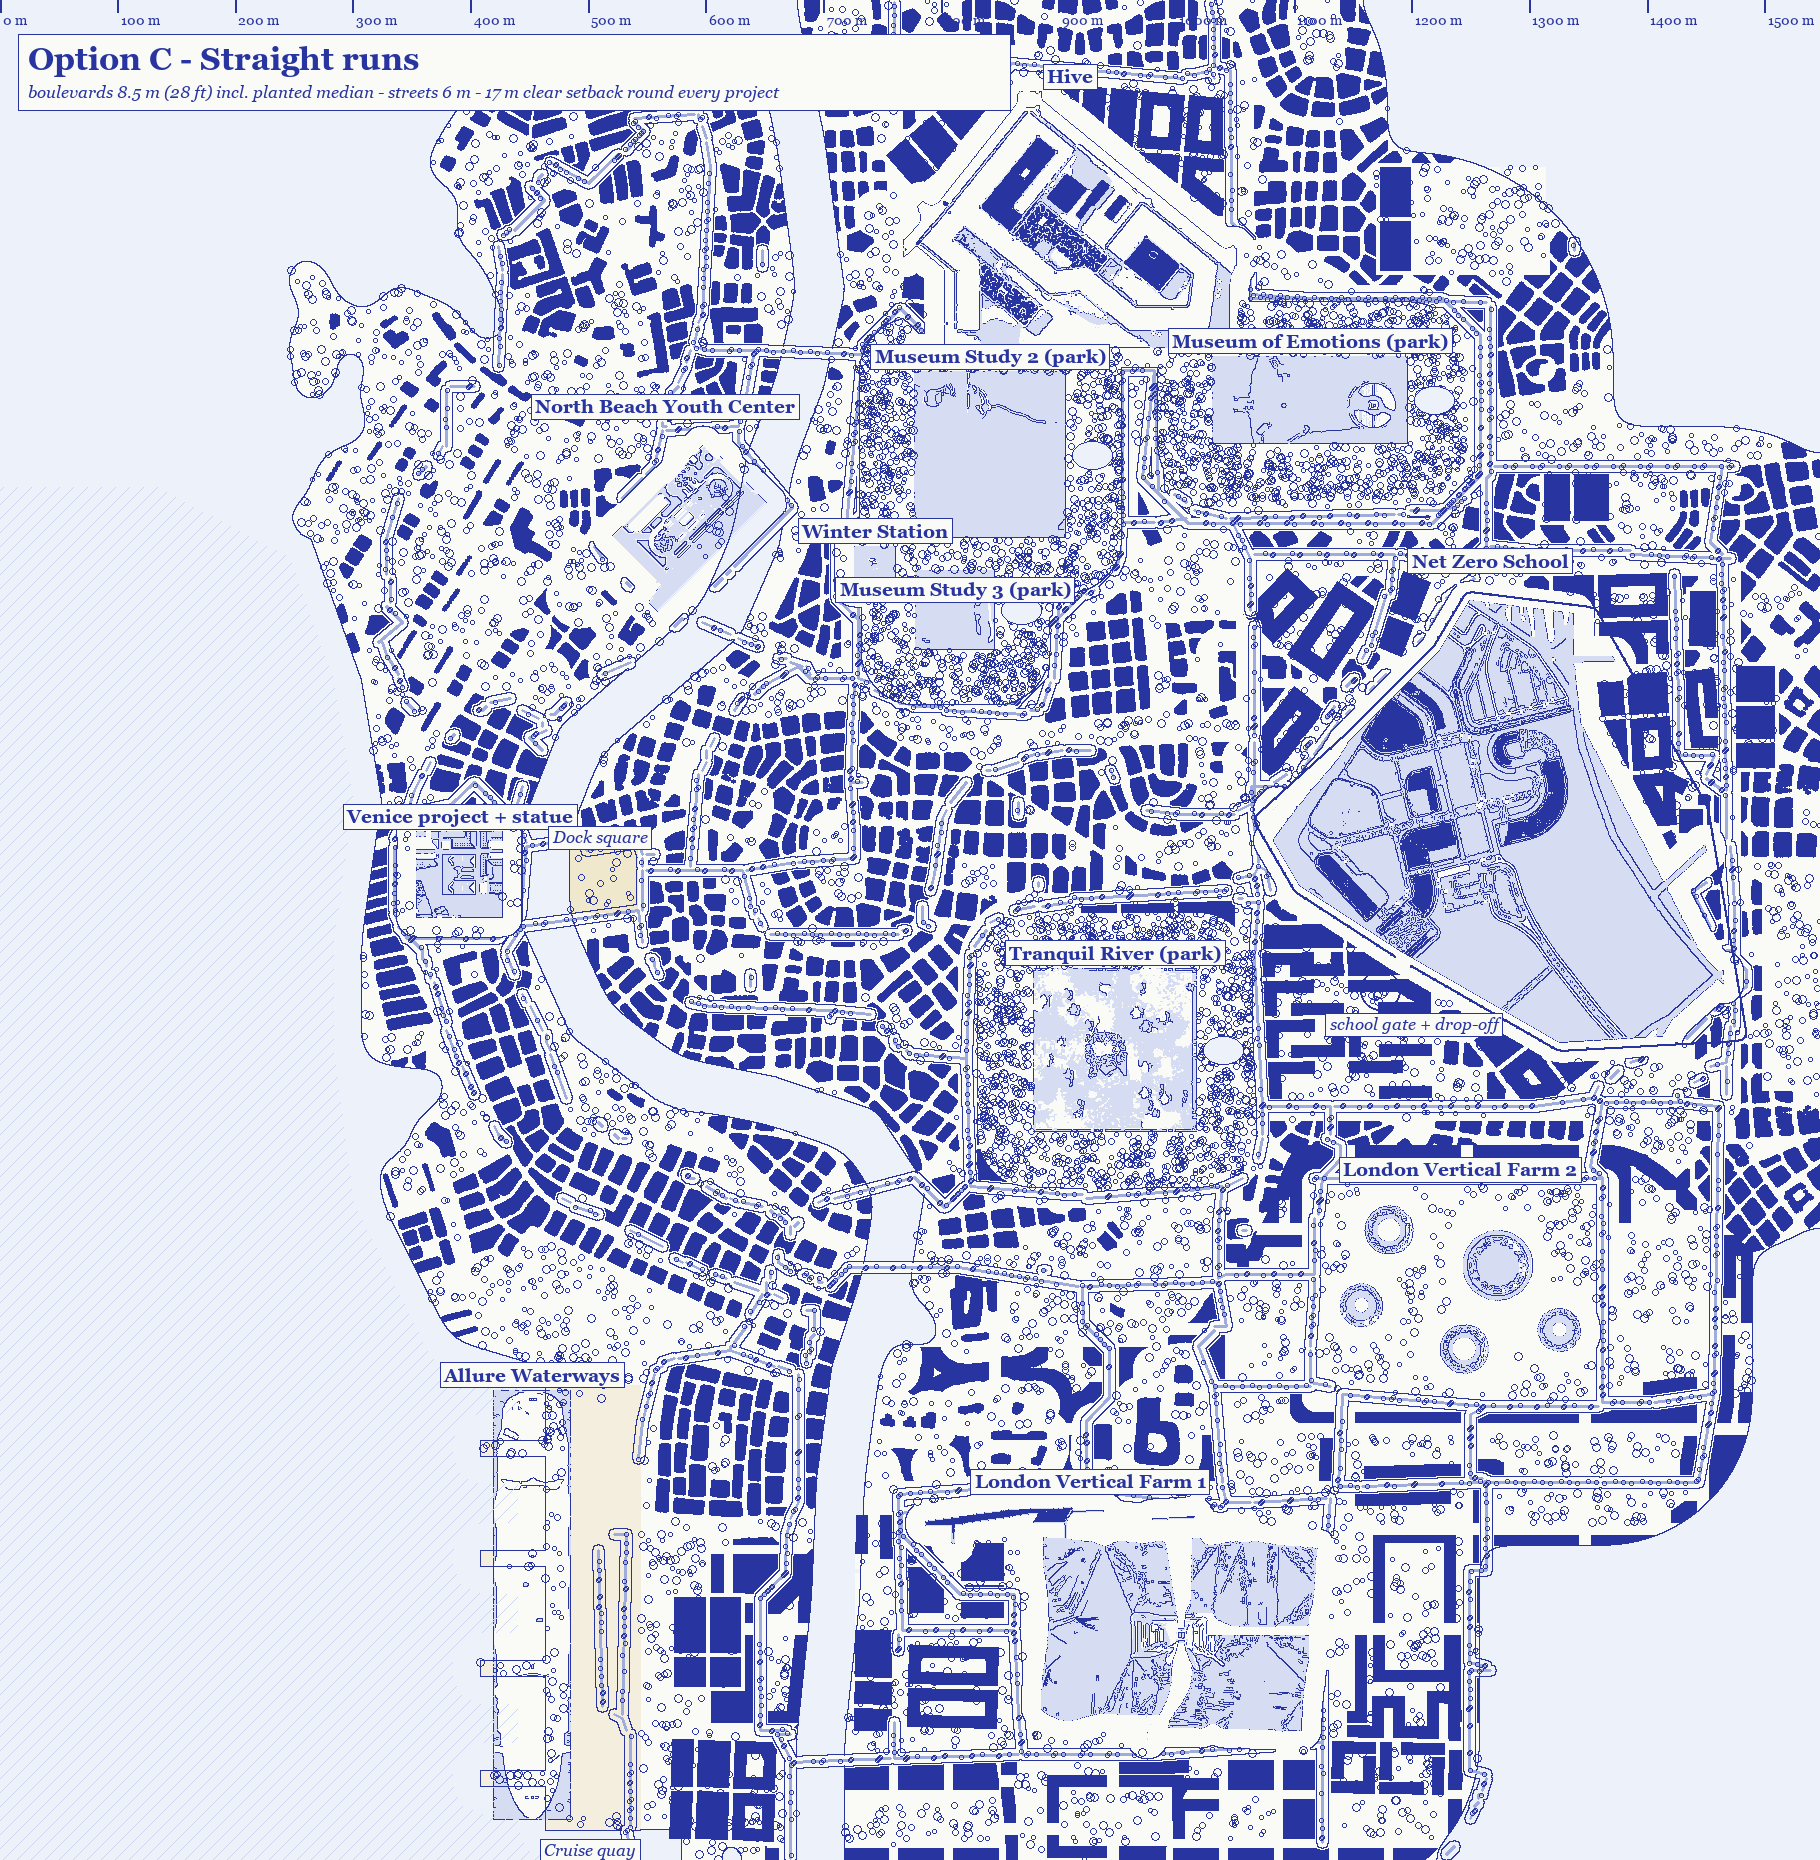 0 m 100 m 200 m 300 m 400 m 500 m 600 m 700 m 900 m 1200 m 1300 m 1400 m 1500 m
Option C - Straight runs
boulevards 8.5 m (28 ft) incl. planted median - streets 6 m - 17 m clear setback round every project
Hive
Museum of Emotions (park)
Museum Study 2 (park)
North Beach Youth Center
Winter Station
Net Zero School
Museum Study 3 (park)
Venice project + statue
Dock square
Tranquil River (park)
school gate + drop-off
London Vertical Farm 2
Allure Waterways
London Vertical Farm 1
Cruise quay